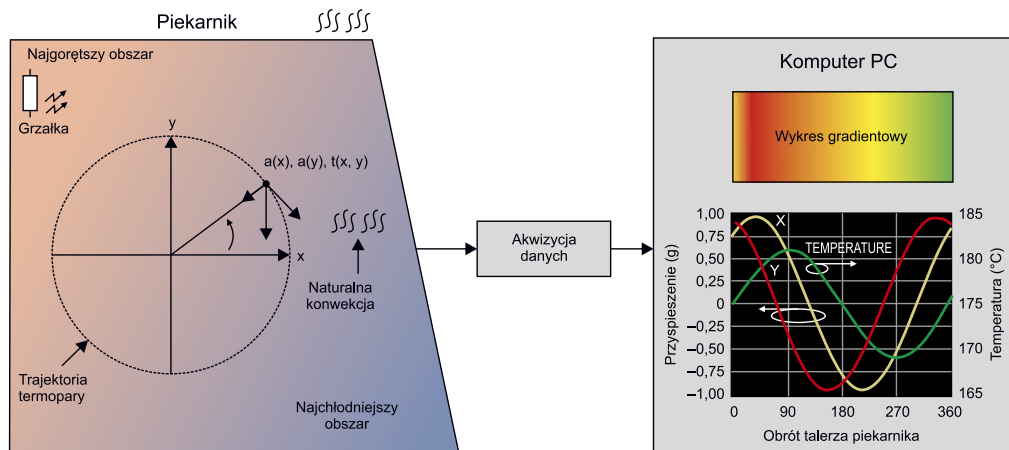 Piekarnik
Najgorętszy obszar
Grzałka
y
a(x), a(y), t(x, y)
x
Naturalna
konwekcja
Trajektoria
termopary
Najchłodniejszy
obszar
Akwizycja
danych
Komputer PC
Wykres gradientowy
Przyspieszenie (g)
1,00
0,75
0,50
0,25
0
–0,25
–0,50
–0,75
–1,00
X
Y
TEMPERATURE
185
180
175
170
165
Temperatura (°C)
0 90 180 270 360
Obrót talerza piekarnika